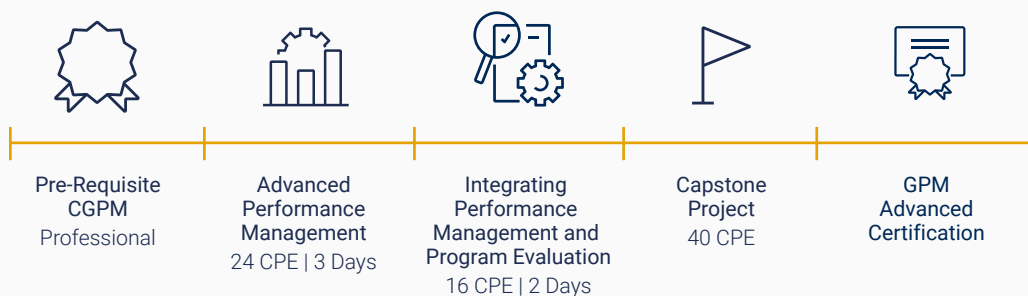 Pre-Requisite
CGPM
Professional
Advanced
Performance
Management
24 CPE | 3 Days
Integrating
Performance
Management and
Program Evaluation
16 CPE | 2 Days
Capstone
Project
40 CPE
GPM
Advanced
Certification